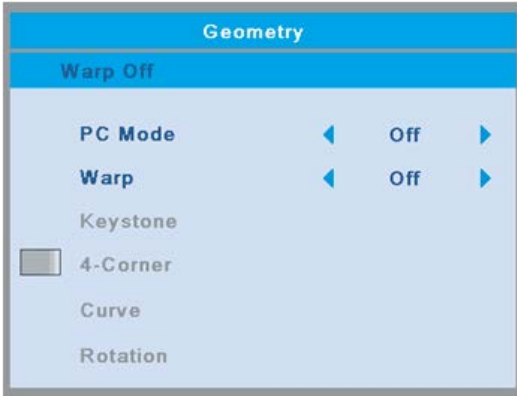 Geometry
Warp Off
PC Mode Off
Warp Off
Keystone
4-Corner
Curve
Rotation